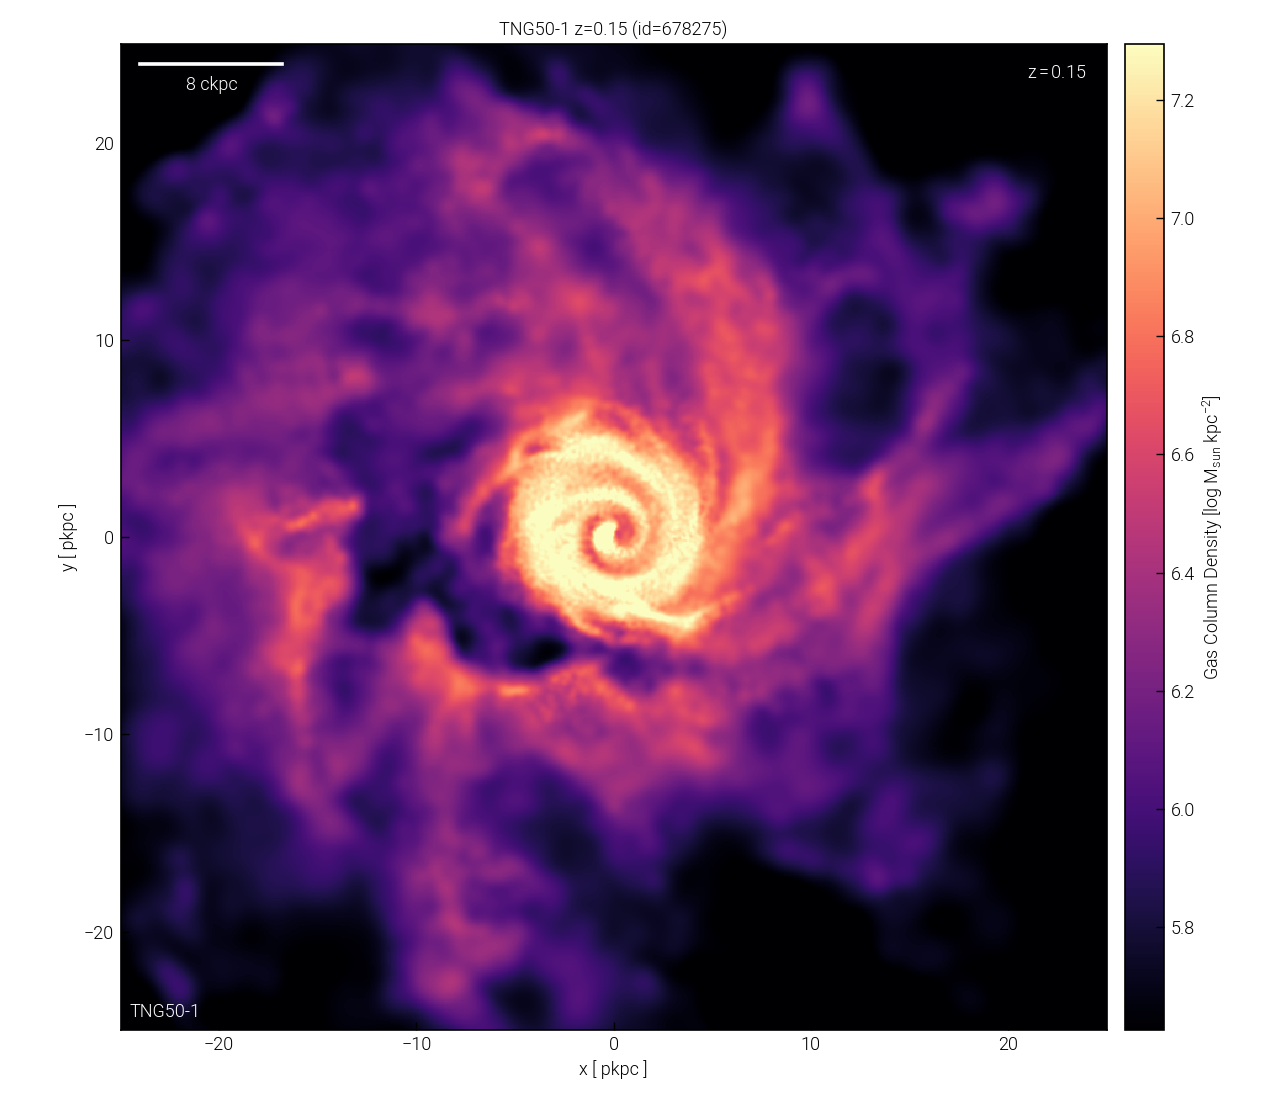 TNG50-1 z=0.15 (id=678275)
8 ckpc
z=0.15
20
10
0
−10
−20
TNG50-1
−20
−10
0
10
20
x [ pkpc ]
y [ pkpc ]
7.2
7.0
6.8
6.6
6.4
6.2
6.0
5.8
Gas Column Density [log M_sun kpc⁻²]